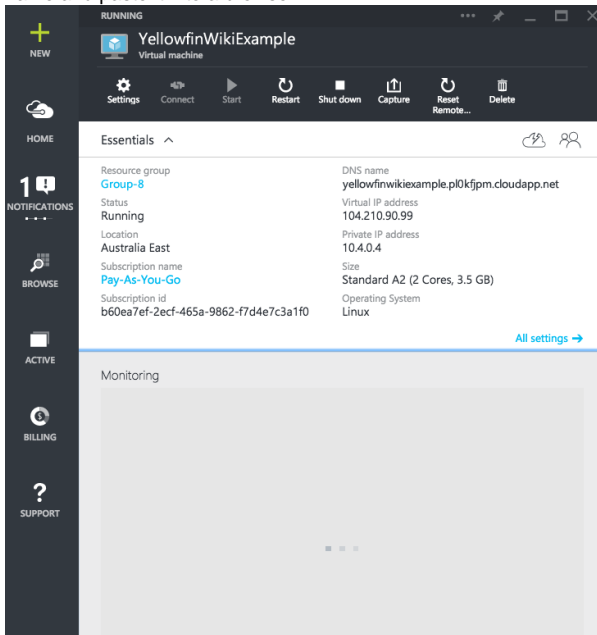 RUNNING
YellowfinWikiExample
Virtual machine
NEW
Settings Connect Start Restart Shut down Capture Reset Remote... Delete
HOME
Essentials
Resource group
Group-8
DNS name
yellowfinwikiexample.pl0kfjpm.cloudapp.net
1
NOTIFICATIONS
Status
Running
Virtual IP address
104.210.90.99
Location
Australia East
Private IP address
10.4.0.4
BROWSE
Subscription name
Pay-As-You-Go
Size
Standard A2 (2 Cores, 3.5 GB)
Subscription id
b60ea7ef-2ecf-465a-9862-f7d4e7c3a1f0
Operating System
Linux
All settings →
ACTIVE
Monitoring
BILLING
?
SUPPORT